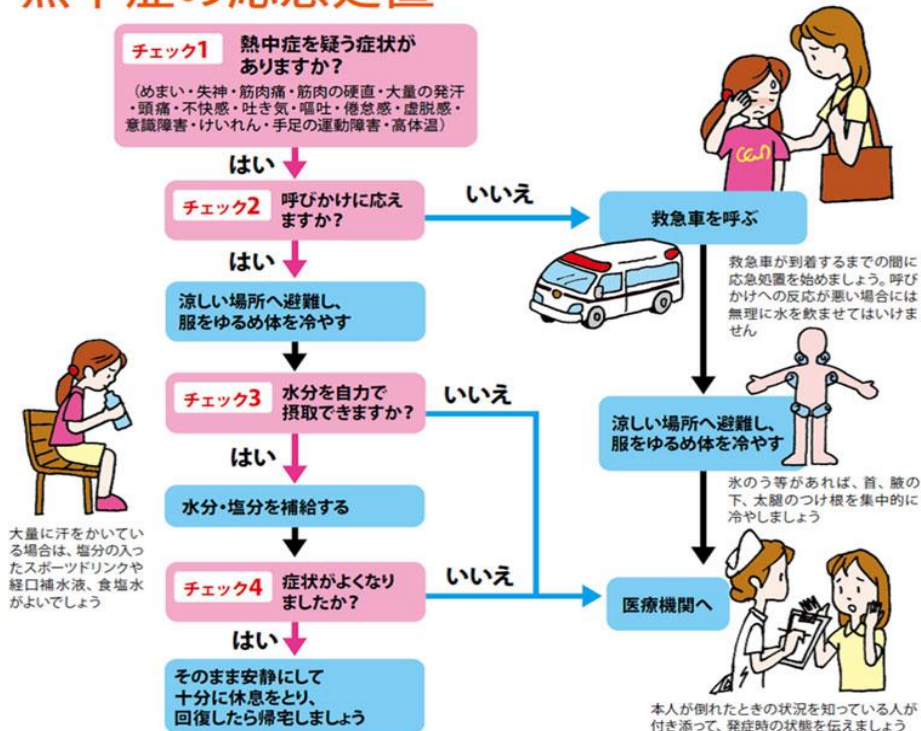 熱中症の応急処置
チェック1
熱中症を疑う症状が
ありますか？
（めまい・失神・筋肉痛・筋肉の硬直・大量の発汗
・頭痛・不快感・吐き気・嘔吐・倦怠感・虚脱感・
意識障害・けいれん・手足の運動障害・高体温）
はい
チェック2
呼びかけに応え
ますか？
いいえ
救急車を呼ぶ
救急車が到着するまでの間に
応急処置を始めましょう。呼び
かけへの反応が悪い場合には
無理に水を飲ませてはいけま
せん
はい
涼しい場所へ避難し、
服をゆるめ体を冷やす
チェック3
水分を自力で
摂取できますか？
いいえ
涼しい場所へ避難し、
服をゆるめ体を冷やす
氷のう等があれば、首、腋の
下、太腿のつけ根を集中的に
冷やしましょう
はい
水分・塩分を補給する
大量に汗をかいてい
る場合は、塩分の入っ
たスポーツドリンクや
経口補水液、食塩水
がよいでしょう
チェック4
症状がよくなり
ましたか？
いいえ
医療機関へ
はい
そのまま安静にして
十分に休息をとり、
回復したら帰宅しましょう
本人が倒れたときの状況を知っている人が
付き添って、発症時の状態を伝えましょう